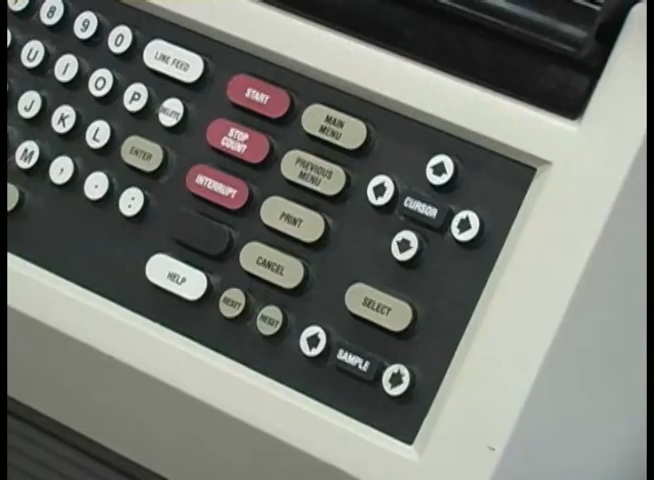 8 9 0
LINE FEED
U I O P
DELETE
J K L
ENTER
M , . :
START
STOP
COUNT
INTERRUPT
MAIN
MENU
PREVIOUS
MENU
PRINT
CANCEL
HELP
RESET
RESET
CURSOR
SELECT
SAMPLE